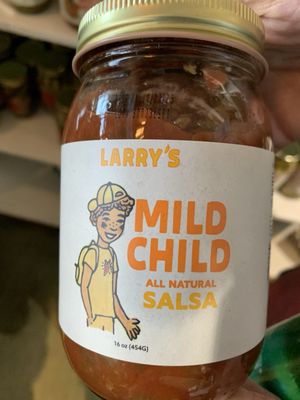 LARRY'S
MILD
CHILD
ALL NATURAL
SALSA
16 oz (454G)